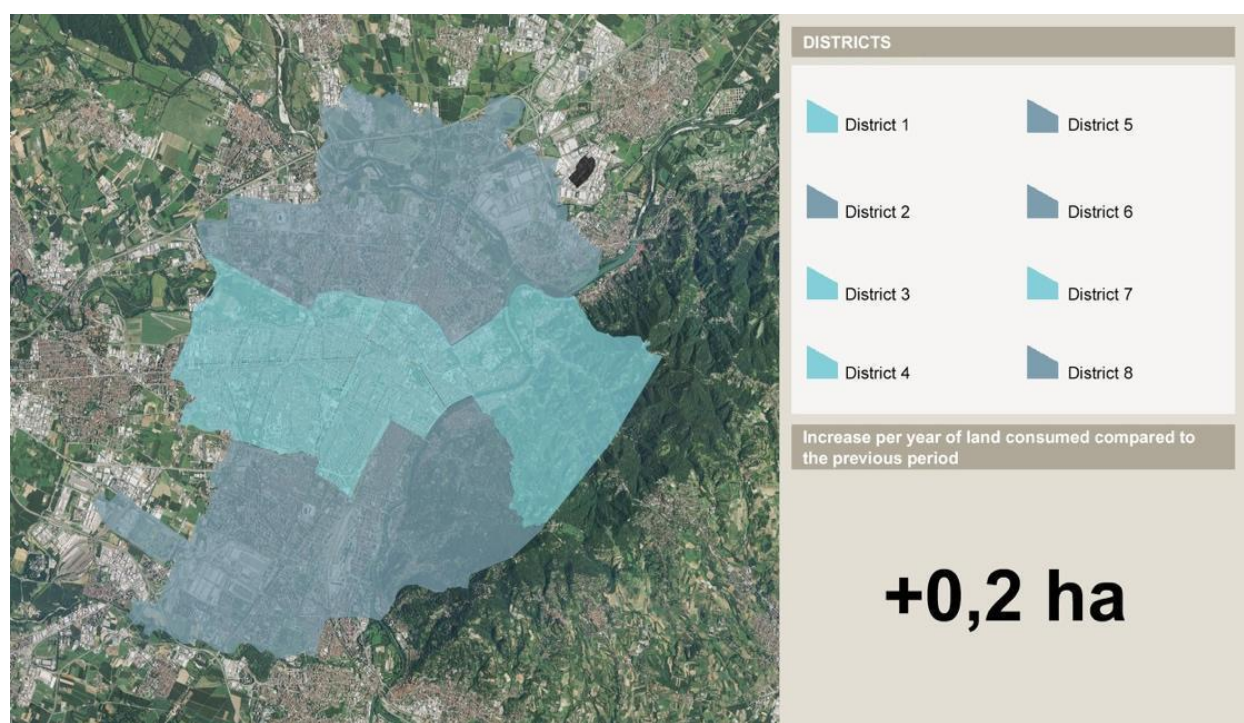 DISTRICTS
District 1
District 5
District 2
District 6
District 3
District 7
District 4
District 8
Increase per year of land consumed compared to
the previous period
+0,2 ha